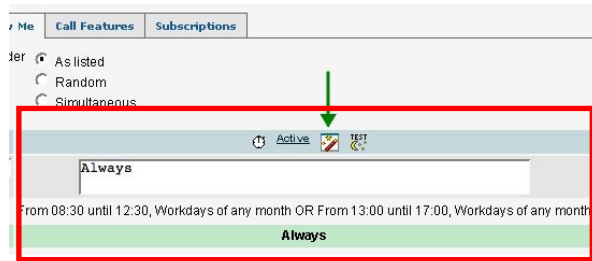 Me Call Features Subscriptions
As listed
Random
Simultaneous
Active TEST
Always
From 08:30 until 12:30, Workdays of any month OR From 13:00 until 17:00, Workdays of any month
Always